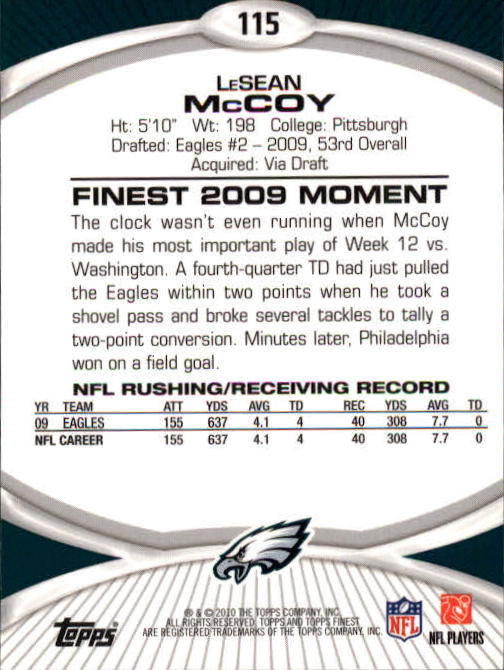 115
LESEAN
MCCOY
Ht: 5'10" Wt: 198 College: Pittsburgh
Drafted: Eagles #2 – 2009, 53rd Overall
Acquired: Via Draft
FINEST 2009 MOMENT
The clock wasn't even running when McCoy
made his most important play of Week 12 vs.
Washington. A fourth-quarter TD had just pulled
the Eagles within two points when he took a
shovel pass and broke several tackles to tally a
two-point conversion. Minutes later, Philadelphia
won on a field goal.
NFL RUSHING/RECEIVING RECORD
YR TEAM ATT YDS AVG TD REC YDS AVG TD
09 EAGLES 155 637 4.1 4 40 308 7.7 0
NFL CAREER 155 637 4.1 4 40 308 7.7 0
® & © 2010 THE TOPPS COMPANY, INC.
ALL RIGHTS RESERVED. TOPPS AND TOPPS FINEST
ARE REGISTERED TRADEMARKS OF THE TOPPS COMPANY, INC.
Topps
NFL
NFL PLAYERS